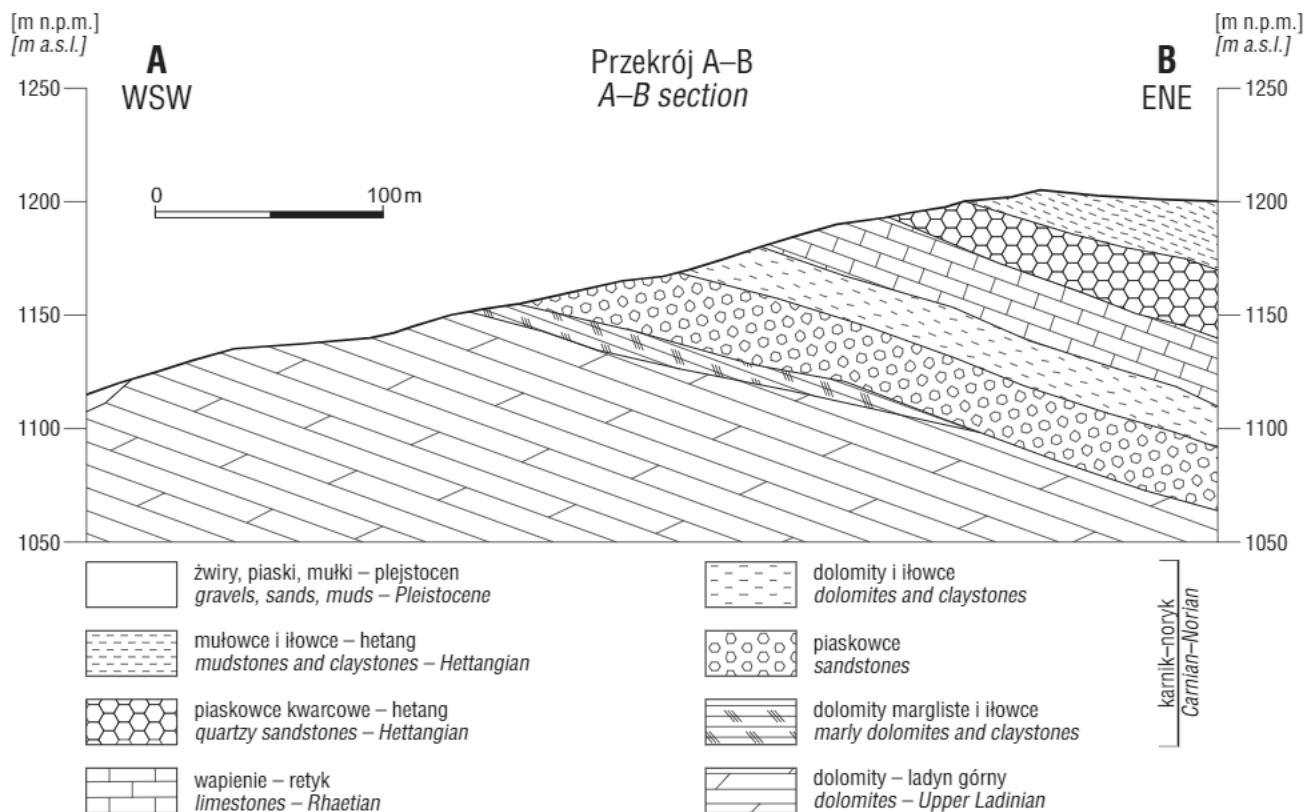 [m n.p.m.]
[m a.s.l.]
A
WSW
Przekrój A–B
A–B section
B
ENE
[m n.p.m.]
[m a.s.l.]
1250
1250
0
100 m
1200
1200
1150
1150
1100
1100
1050
1050
żwiry, piaski, mułki – plejstocen
gravels, sands, muds – Pleistocene
mułowce i iłowce – hetang
mudstones and claystones – Hettangian
piaskowce kwarcowe – hetang
quartzy sandstones – Hettangian
wapienie – retyk
limestones – Rhaetian
dolomity i iłowce
dolomites and claystones
piaskowce
sandstones
dolomity margliste i iłowce
marly dolomites and claystones
karnik–noryk
Carnian–Norian
dolomity – ladyn górny
dolomites – Upper Ladinian